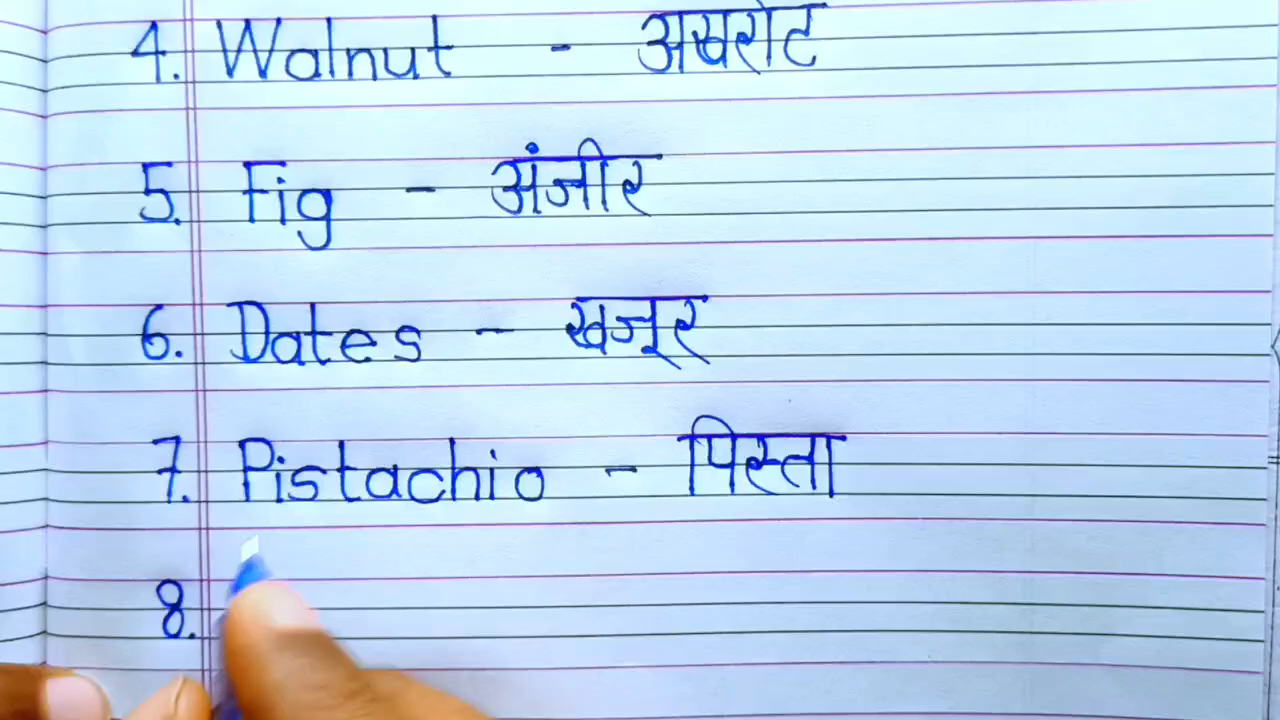 4. Walnut - अखरोट
5. Fig - अंजीर
6. Dates - खजूर
7. Pistachio - पिस्ता
8.